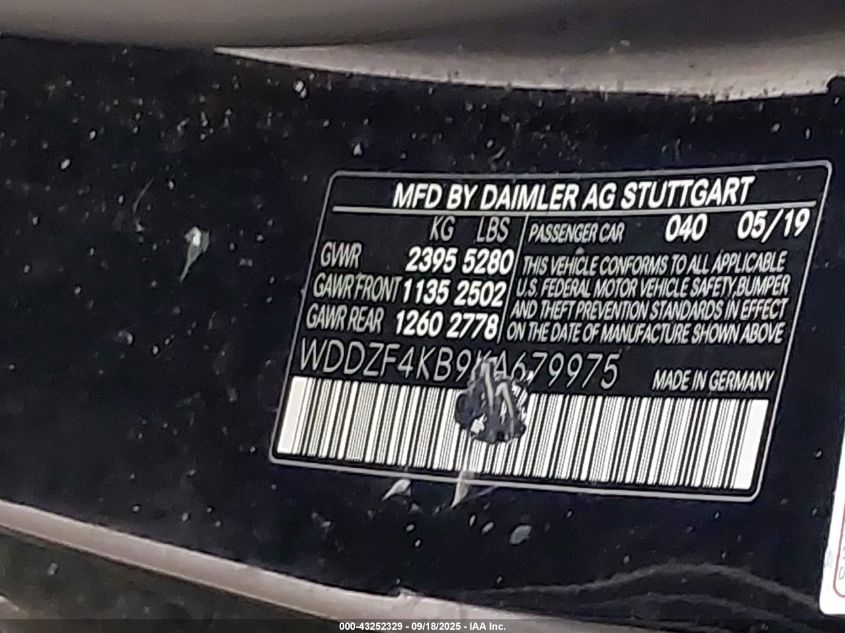 MFD BY DAIMLER AG STUTTGART
KG LBS
GVWR 2395 5280
GAWR FRONT 1135 2502
GAWR REAR 1260 2778
PASSENGER CAR 040 05/19
THIS VEHICLE CONFORMS TO ALL APPLICABLE
U.S. FEDERAL MOTOR VEHICLE SAFETY,BUMPER
AND THEFT PREVENTION STANDARDS IN EFFECT
ON THE DATE OF MANUFACTURE SHOWN ABOVE
WDDZF4KB9KA679975
MADE IN GERMANY
000-43252329 - 09/18/2025 - IAA Inc.